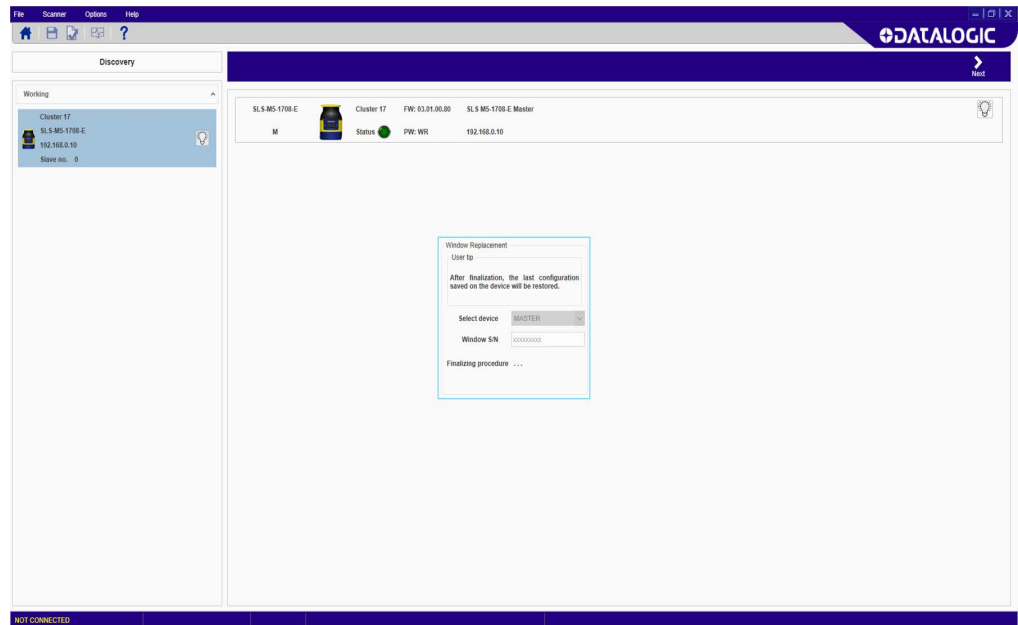 File Scanner Options Help
?
DATALOGIC
Discovery
Next
Working
Cluster 17
SLS-M5-1708-E
192.168.0.10
Slave no. 0
SLS-M5-1708-E Cluster 17 FW: 03.01.00.80 SLS M5-1708-E Master
M Status PW: WR 192.168.0.10
Window Replacement
User tip
After finalization, the last configuration
saved on the device will be restored.
Select device MASTER
Window S/N xxxxxxxxx
Finalizing procedure ...
NOT CONNECTED